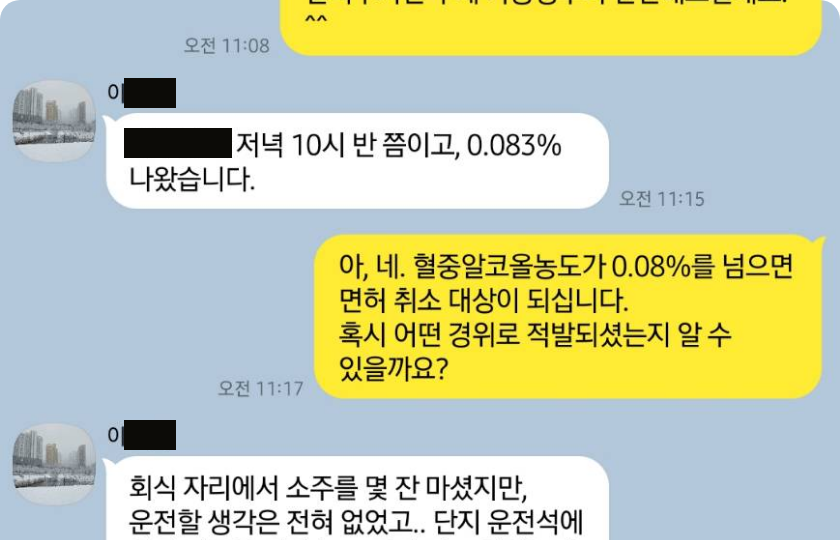 ^^
오전 11:08
이
저녁 10시 반 쯤이고, 0.083%
나왔습니다.
오전 11:15
아, 네. 혈중알코올농도가 0.08%를 넘으면
면허 취소 대상이 되십니다.
혹시 어떤 경위로 적발되셨는지 알 수
있을까요?
오전 11:17
이
회식 자리에서 소주를 몇 잔 마셨지만,
운전할 생각은 전혀 없었고.. 단지 운전석에